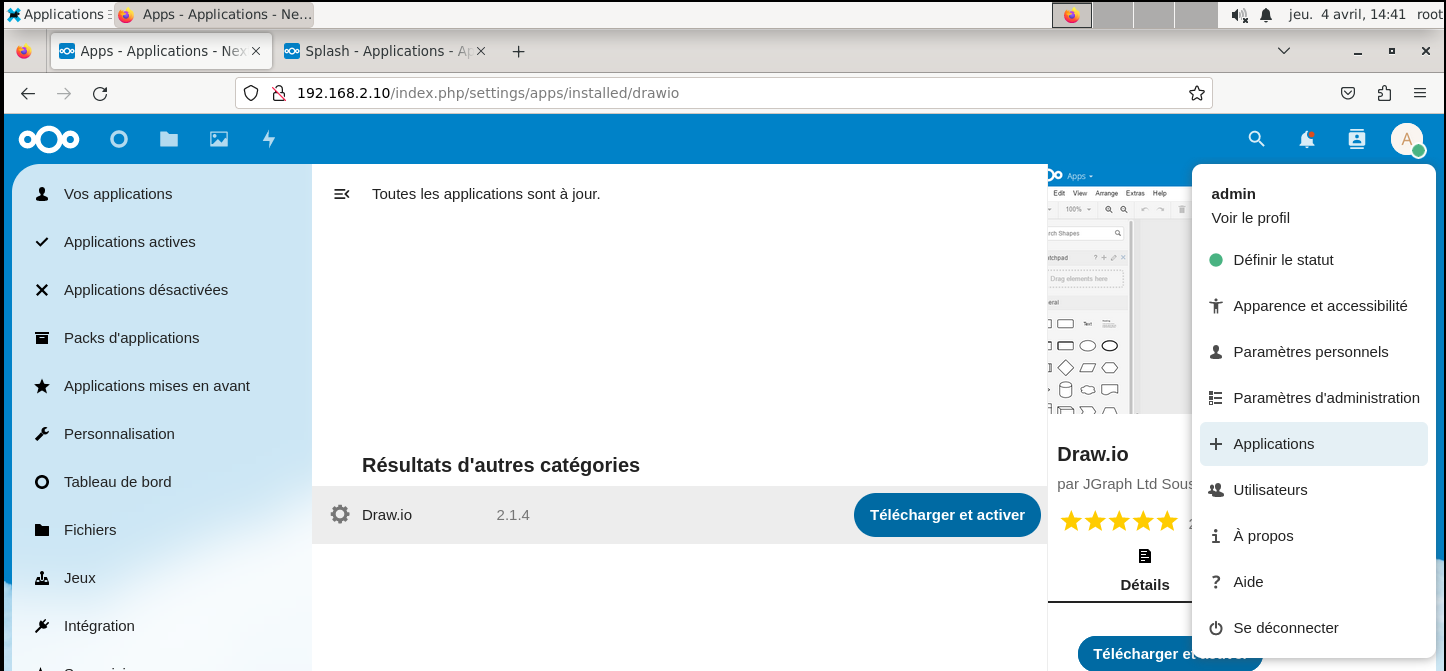 Applications
Apps - Applications - Ne...
jeu. 4 avril, 14:41
root
Apps - Applications - Nex
Splash - Applications - Ap
192.168.2.10/index.php/settings/apps/installed/drawio
A
Vos applications
Applications actives
Applications désactivées
Packs d'applications
Applications mises en avant
Personnalisation
Tableau de bord
Fichiers
Jeux
Intégration
Toutes les applications sont à jour.
Résultats d'autres catégories
Draw.io
2.1.4
Télécharger et activer
Apps
Edit View Arrange Extras Help
100%
rch Shapes
tchpad
Drag elements here
eral
Text
Draw.io
par JGraph Ltd Sous
Détails
Télécharger et activer
admin
Voir le profil
Définir le statut
Apparence et accessibilité
Paramètres personnels
Paramètres d'administration
Applications
Utilisateurs
À propos
Aide
Se déconnecter